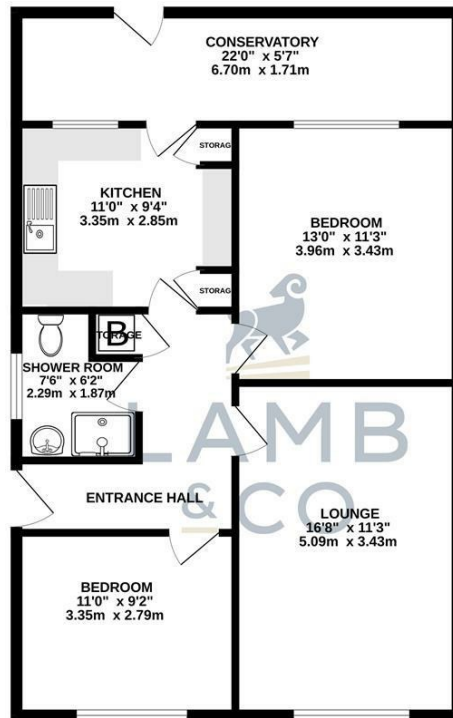 CONSERVATORY
22'0" x 5'7"
6.70m x 1.71m
STORAG
KITCHEN
11'0" x 9'4"
3.35m x 2.85m
BEDROOM
13'0" x 11'3"
3.96m x 3.43m
STORAG
B
TORAGE
SHOWER ROOM
7'6" x 6'2"
2.29m x 1.87m
LAMB
& CO
ENTRANCE HALL
LOUNGE
16'8" x 11'3"
5.09m x 3.43m
BEDROOM
11'0" x 9'2"
3.35m x 2.79m